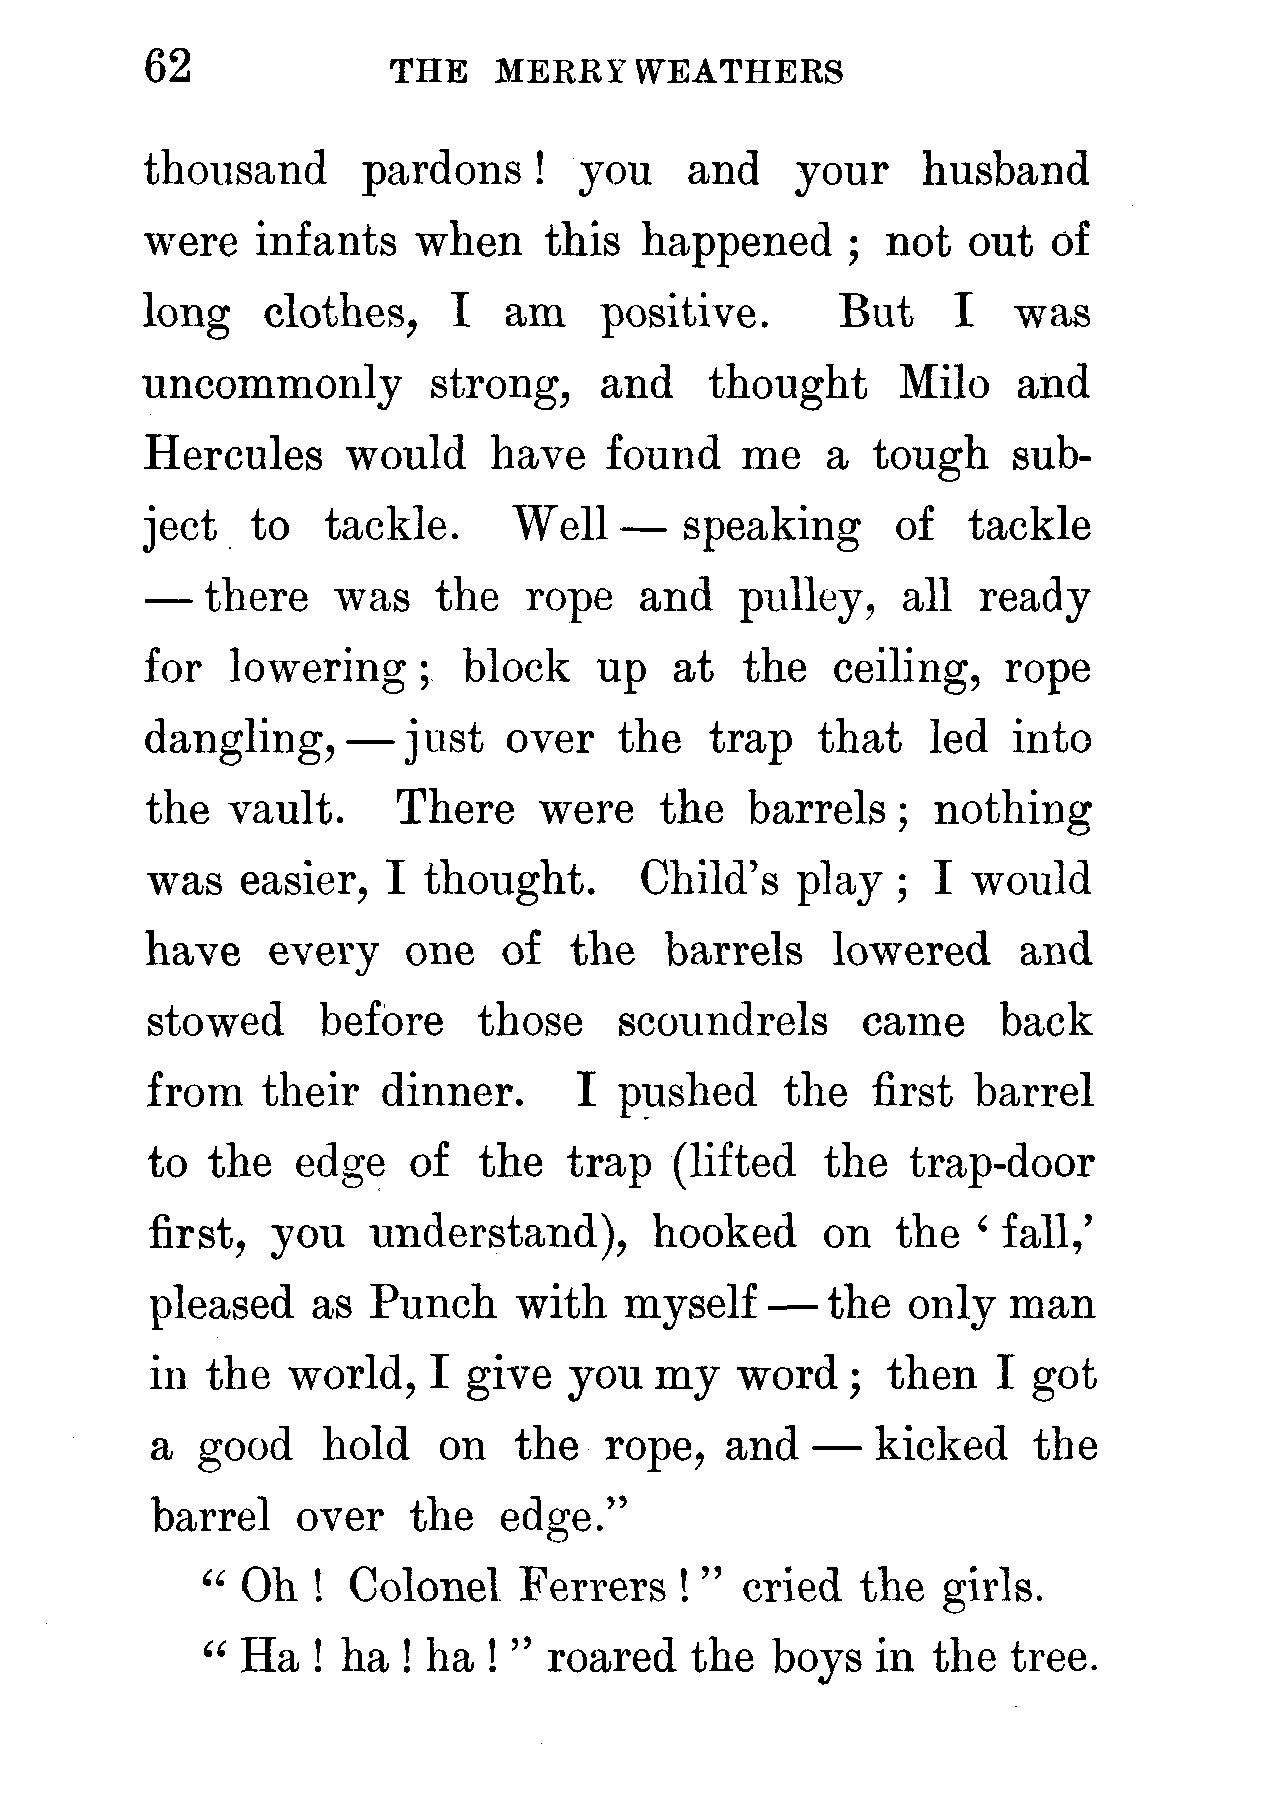 62 THE MERRYWEATHERS
thousand pardons! you and your husband
were infants when this happened; not out of
long clothes, I am positive. But I was
uncommonly strong, and thought Milo and
Hercules would have found me a tough sub-
ject to tackle. Well — speaking of tackle
— there was the rope and pulley, all ready
for lowering; block up at the ceiling, rope
dangling, — just over the trap that led into
the vault. There were the barrels; nothing
was easier, I thought. Child's play; I would
have every one of the barrels lowered and
stowed before those scoundrels came back
from their dinner. I pushed the first barrel
to the edge of the trap (lifted the trap-door
first, you understand), hooked on the ‘fall,’
pleased as Punch with myself — the only man
in the world, I give you my word; then I got
a good hold on the rope, and — kicked the
barrel over the edge.”
“Oh! Colonel Ferrers!” cried the girls.
“Ha! ha! ha!” roared the boys in the tree.